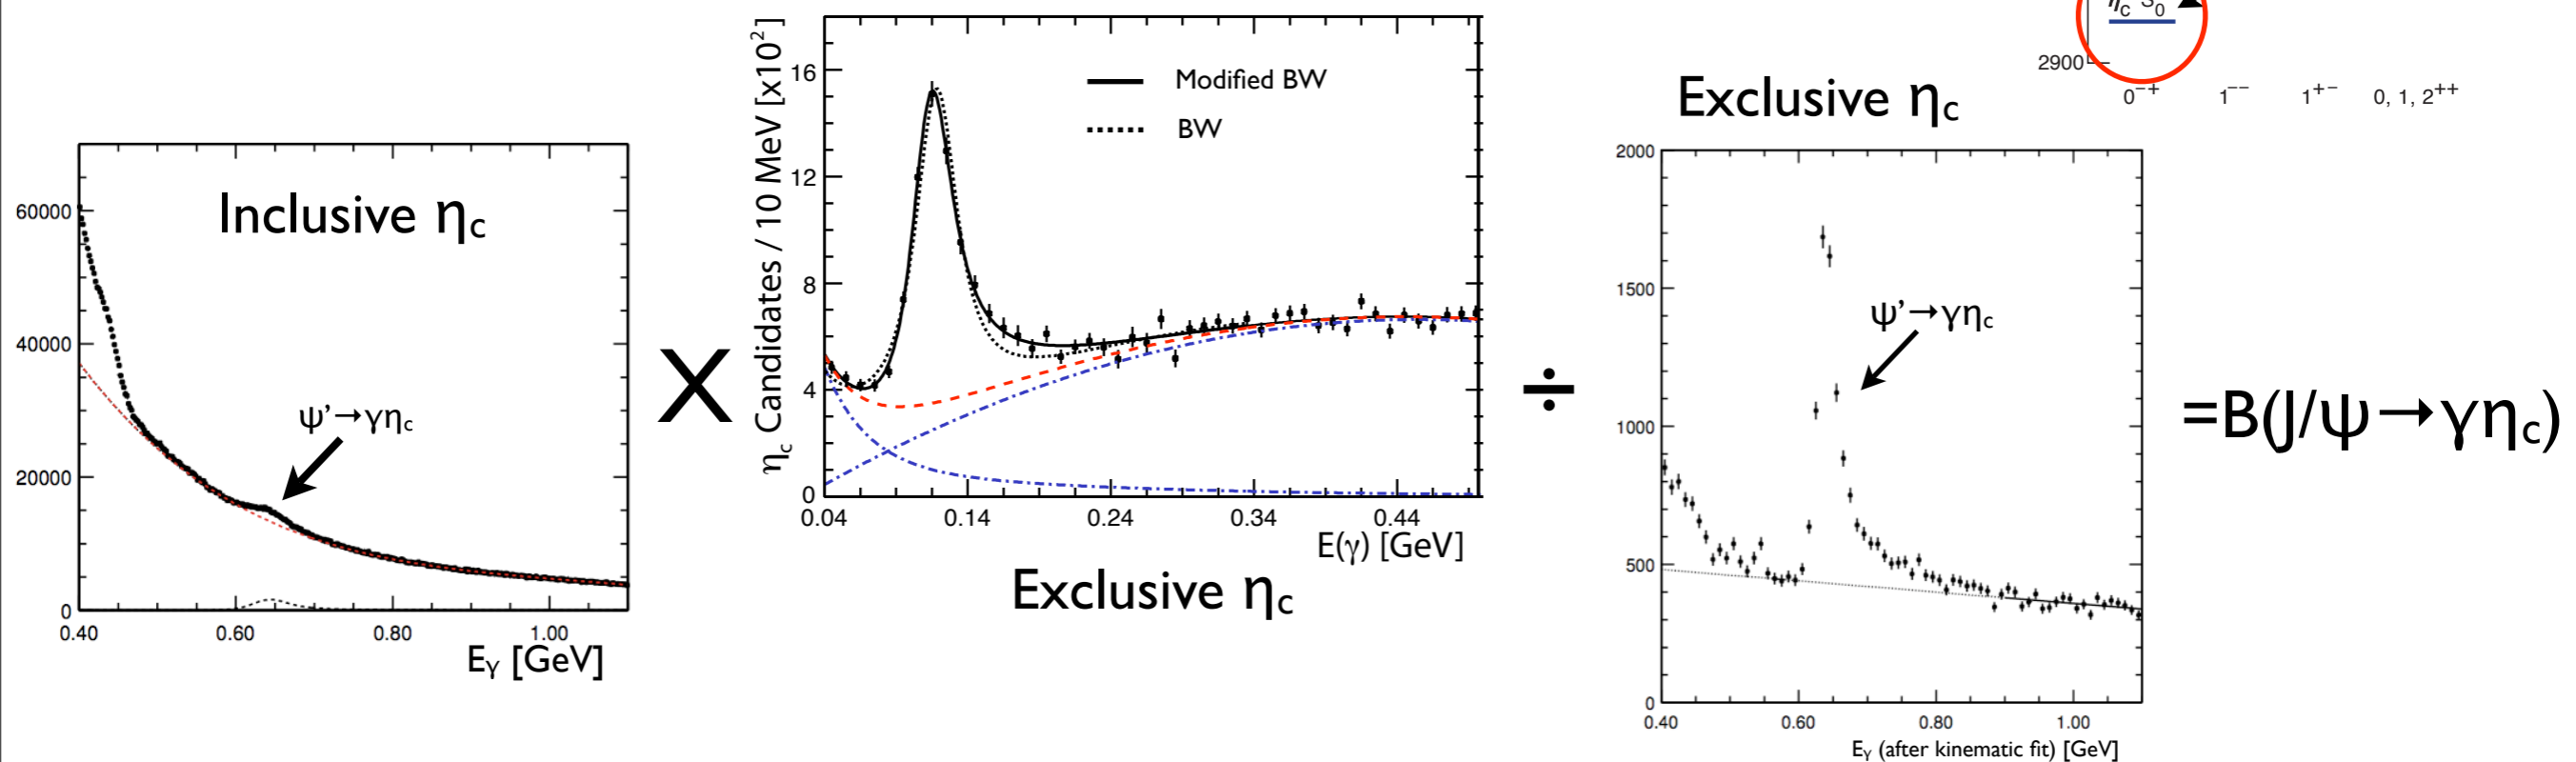 ηc ¹S0
2900
0⁻⁺ 1⁻⁻ 1⁺⁻ 0, 1, 2⁺⁺
Inclusive ηc
60000
40000
20000
0
ψ’→γηc
0.40 0.60 0.80 1.00
Eγ [GeV]
X
ηc Candidates / 10 MeV [x10²]
16
12
8
4
0
Modified BW
BW
0.04 0.14 0.24 0.34 0.44
E(γ) [GeV]
Exclusive ηc
÷
Exclusive ηc
2000
1500
1000
500
0
ψ’→γηc
0.40 0.60 0.80 1.00
Eγ (after kinematic fit) [GeV]
=B(J/ψ→γηc)